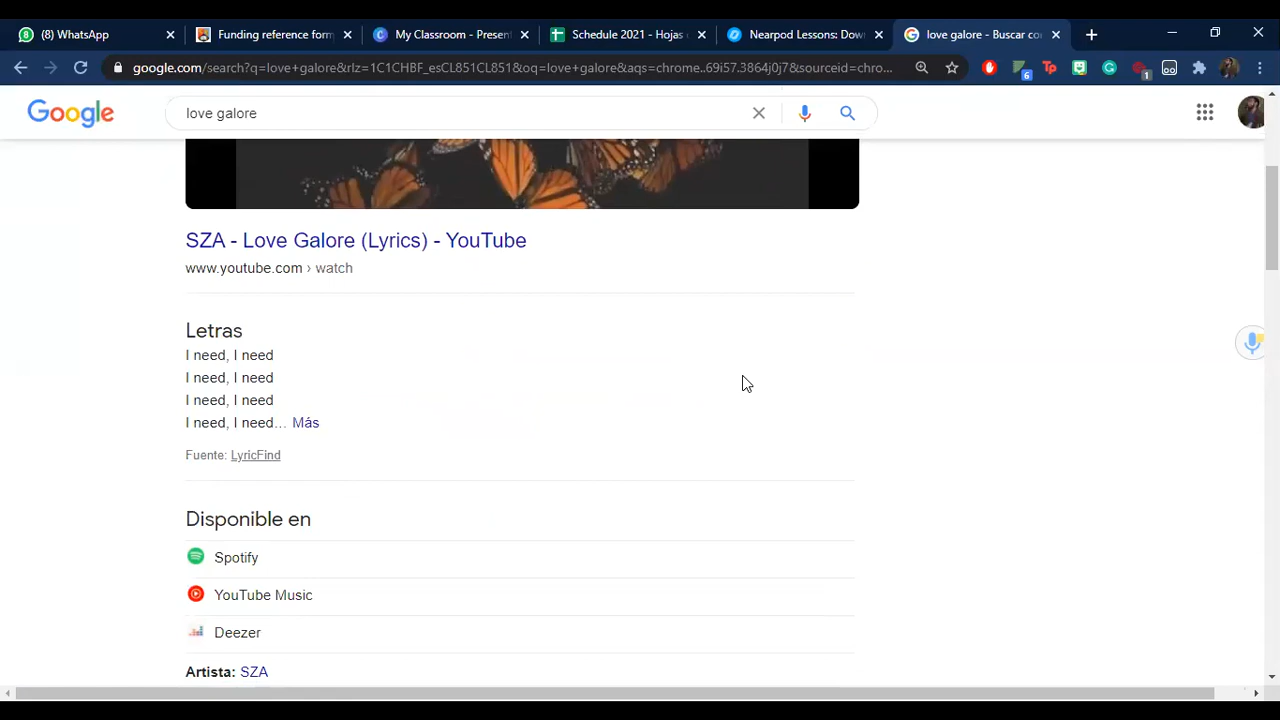 (8) WhatsApp
Funding reference form
My Classroom - Present
Schedule 2021 - Hojas
Nearpod Lessons: Dow
love galore - Buscar co
google.com/search?q=love+galore&rlz=1C1CHBF_esCL851CL851&oq=love+galore&aqs=chrome..69i57.3864j0j7&sourceid=chro...
6
1
Google
love galore
SZA - Love Galore (Lyrics) - YouTube
www.youtube.com › watch
Letras
I need, I need
I need, I need
I need, I need
I need, I need... Más
Fuente: LyricFind
Disponible en
Spotify
YouTube Music
Deezer
Artista: SZA